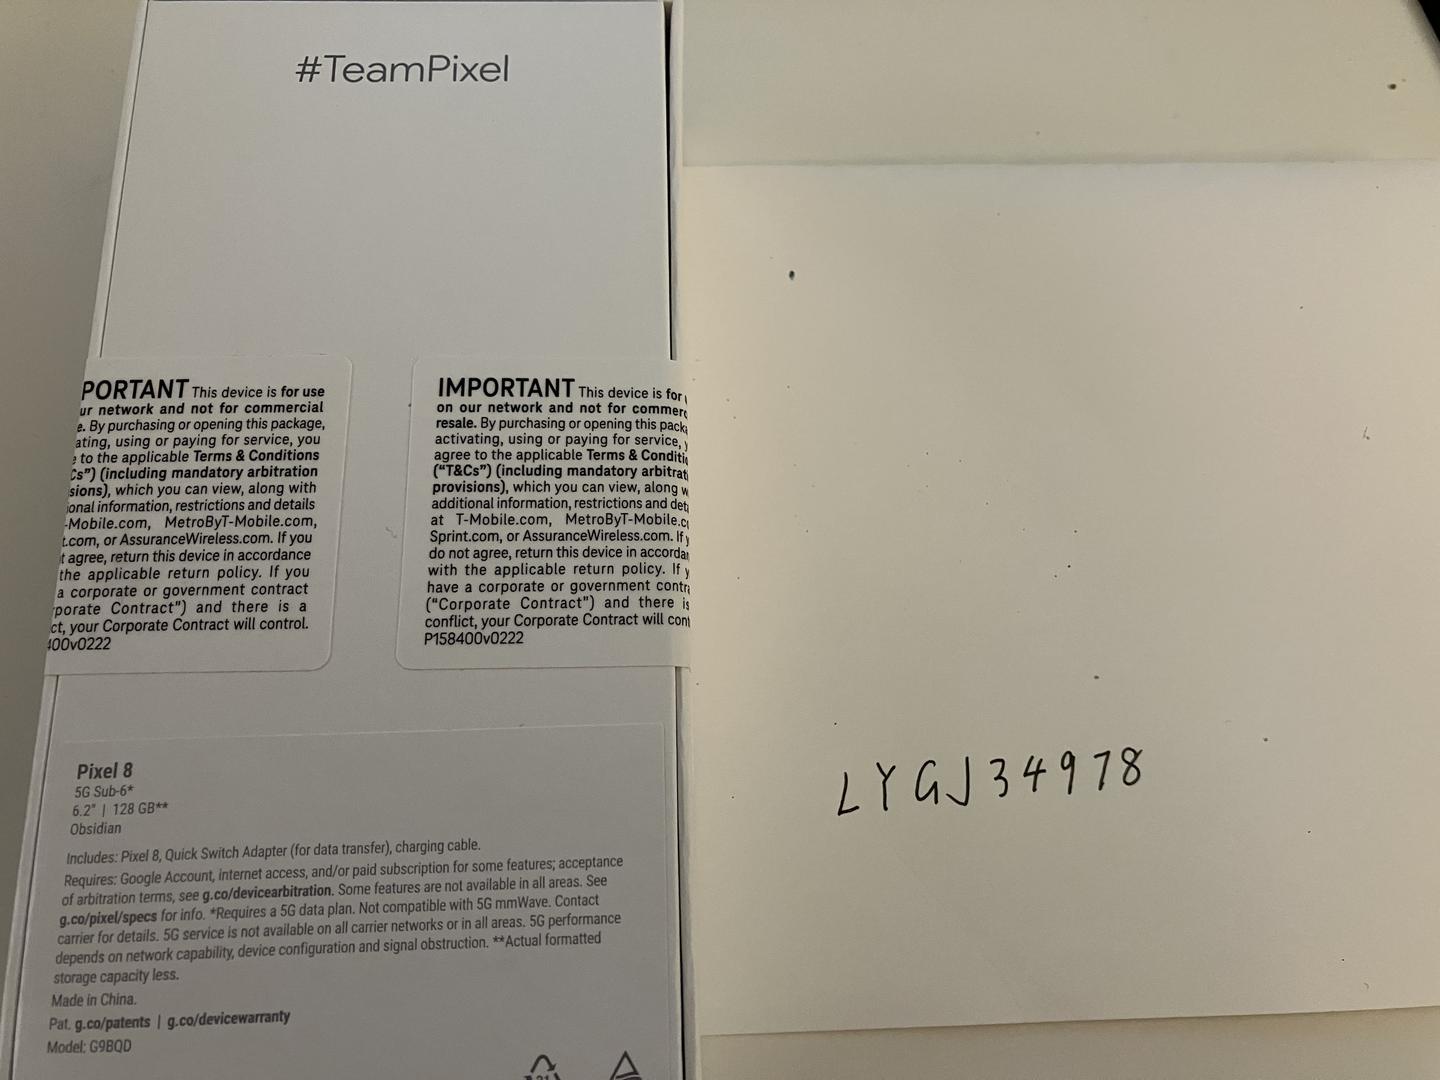 #TeamPixel
PORTANT This device is for use
ur network and not for commercial
e. By purchasing or opening this package,
ating, using or paying for service, you
e to the applicable Terms & Conditions
Cs”) (including mandatory arbitration
sions), which you can view, along with
ional information, restrictions and details
-Mobile.com, MetroByT-Mobile.com,
t.com, or AssuranceWireless.com. If you
t agree, return this device in accordance
the applicable return policy. If you
a corporate or government contract
porate Contract”) and there is a
ct, your Corporate Contract will control.
400v0222
IMPORTANT This device is for
on our network and not for commerc
resale. By purchasing or opening this pack
activating, using or paying for service,
agree to the applicable Terms & Conditi
(“T&Cs”) (including mandatory arbitrat
provisions), which you can view, along w
additional information, restrictions and det
at T-Mobile.com, MetroByT-Mobile.c
Sprint.com, or AssuranceWireless.com. If y
do not agree, return this device in accorda
with the applicable return policy. If y
have a corporate or government contr
(“Corporate Contract”) and there is
conflict, your Corporate Contract will cont
P158400v0222
Pixel 8
5G Sub-6*
6.2" | 128 GB**
Obsidian
Includes: Pixel 8, Quick Switch Adapter (for data transfer), charging cable.
Requires: Google Account, internet access, and/or paid subscription for some features; acceptance
of arbitration terms, see g.co/devicearbitration. Some features are not available in all areas. See
g.co/pixel/specs for info. *Requires a 5G data plan. Not compatible with 5G mmWave. Contact
carrier for details. 5G service is not available on all carrier networks or in all areas. 5G performance
depends on network capability, device configuration and signal obstruction. **Actual formatted
storage capacity less.
Made in China.
Pat. g.co/patents | g.co/devicewarranty
Model: G9BQD
LYGJ34978